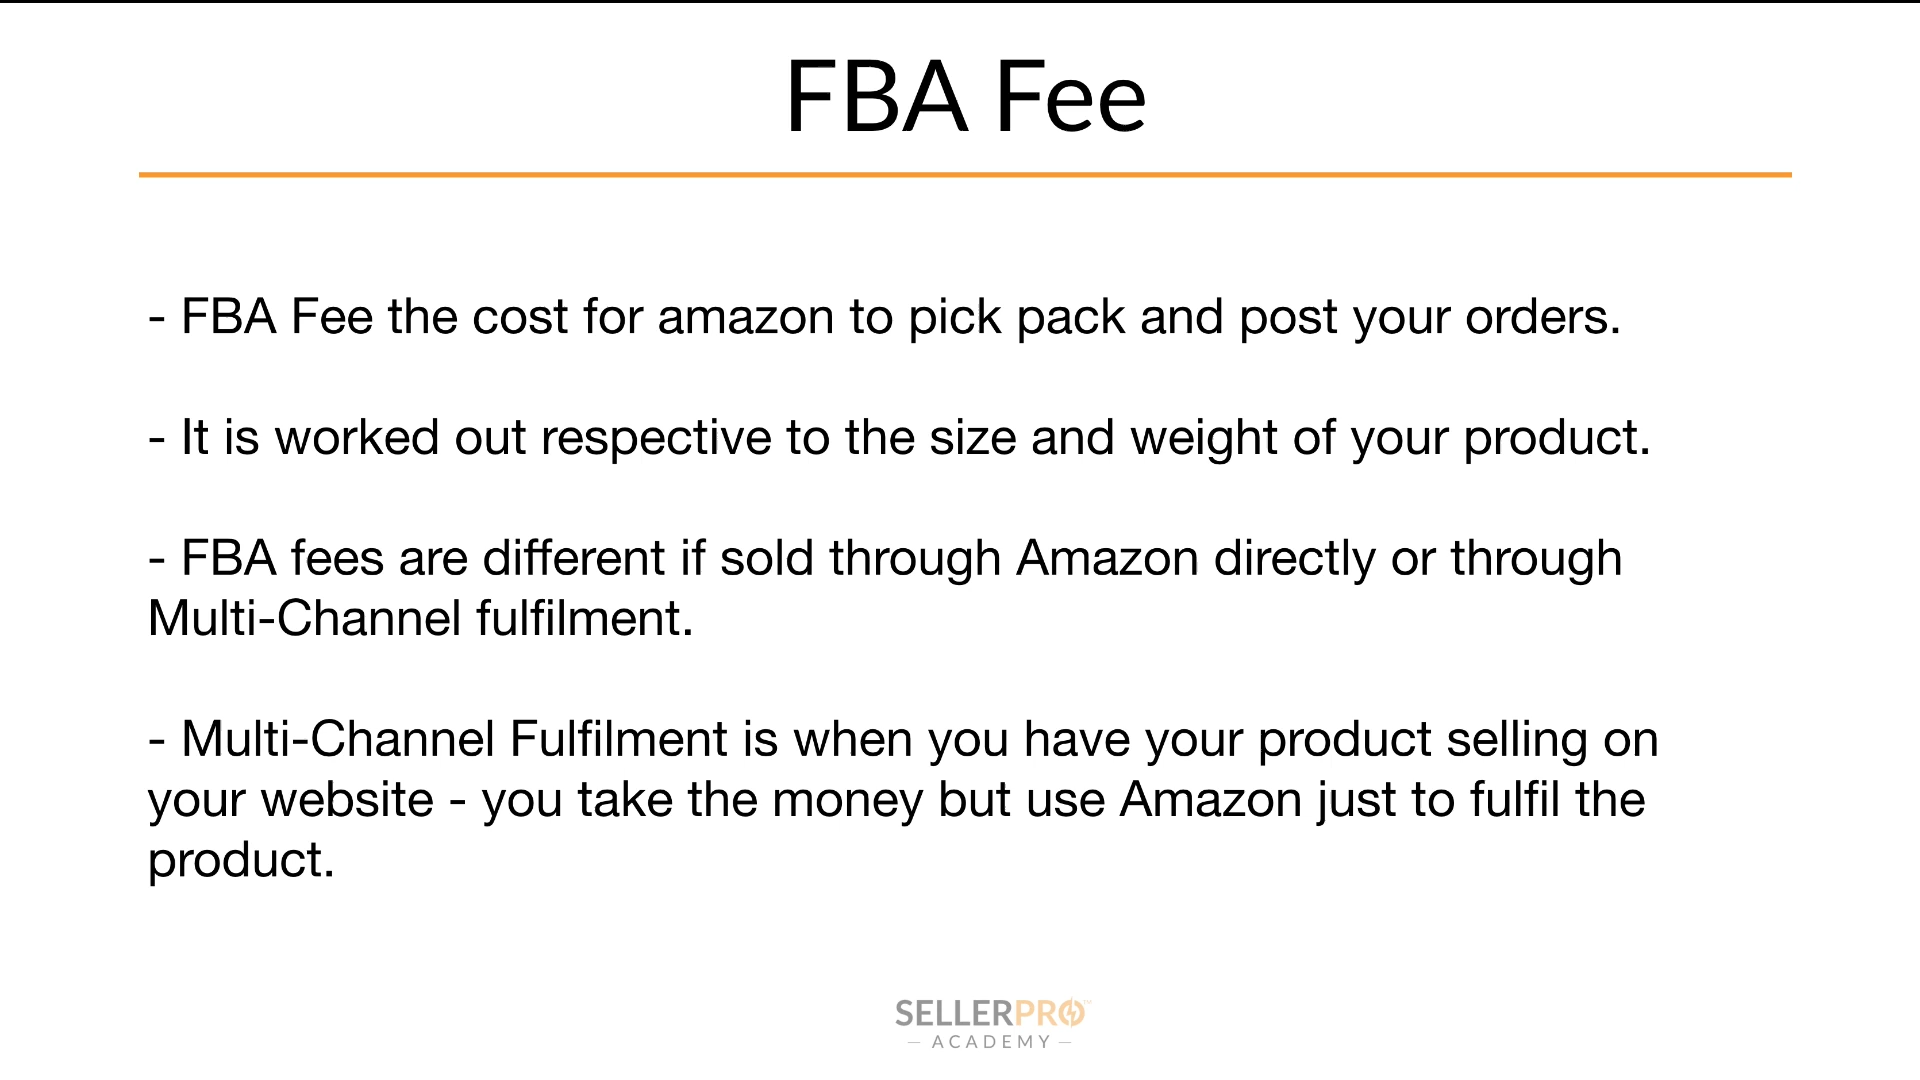 FBA Fee
- FBA Fee the cost for amazon to pick pack and post your orders.
- It is worked out respective to the size and weight of your product.
- FBA fees are different if sold through Amazon directly or through
Multi-Channel fulfilment.
- Multi-Channel Fulfilment is when you have your product selling on
your website - you take the money but use Amazon just to fulfil the
product.
SELLERPRO™
— ACADEMY —